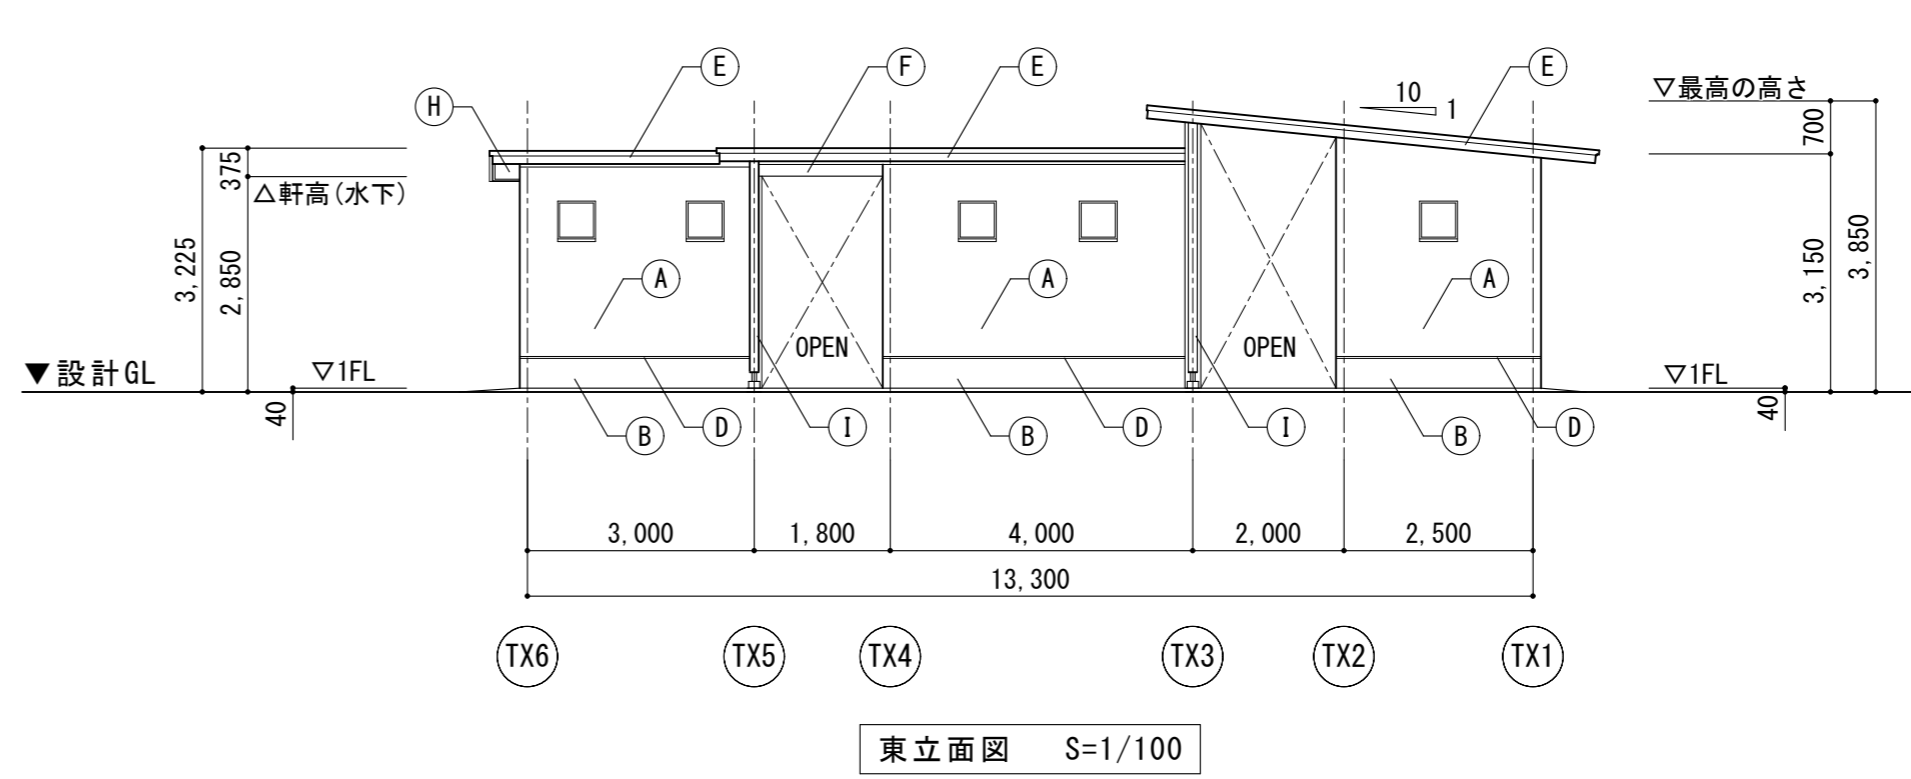 E
F
E
E
H
10
1
▽最高の高さ
700
375
△軒高(水下)
3,225
2,850
3,150
3,850
A
A
A
OPEN
OPEN
▼設計GL
▽1FL
▽1FL
40
40
B
D
I
B
D
I
B
D
3,000
1,800
4,000
2,000
2,500
13,300
TX6
TX5
TX4
TX3
TX2
TX1
東立面図 S=1/100